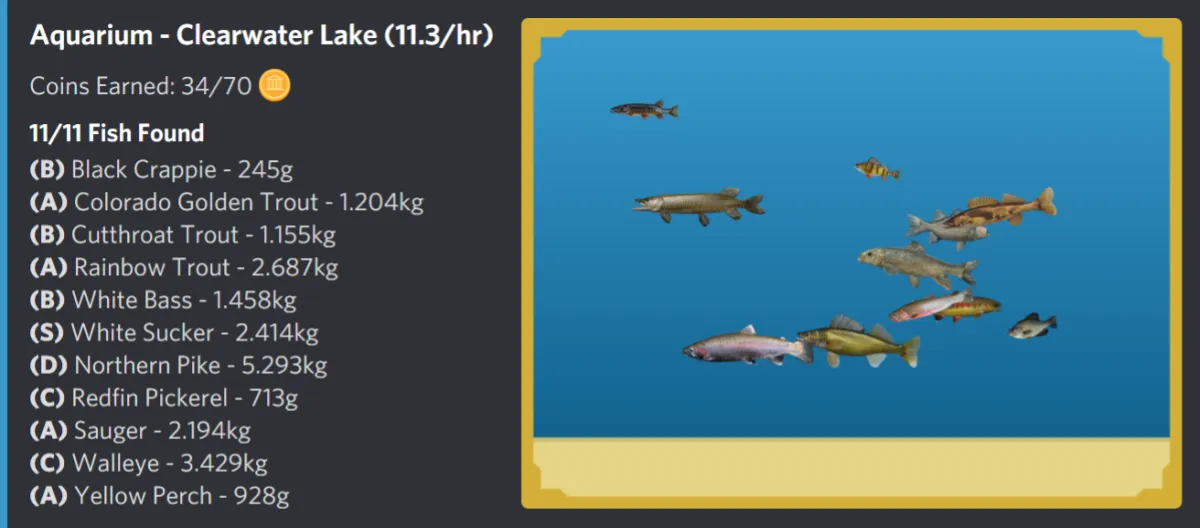 Aquarium - Clearwater Lake (11.3/hr)
Coins Earned: 34/70
11/11 Fish Found
(B) Black Crappie - 245g
(A) Colorado Golden Trout - 1.204kg
(B) Cutthroat Trout - 1.155kg
(A) Rainbow Trout - 2.687kg
(B) White Bass - 1.458kg
(S) White Sucker - 2.414kg
(D) Northern Pike - 5.293kg
(C) Redfin Pickerel - 713g
(A) Sauger - 2.194kg
(C) Walleye - 3.429kg
(A) Yellow Perch - 928g